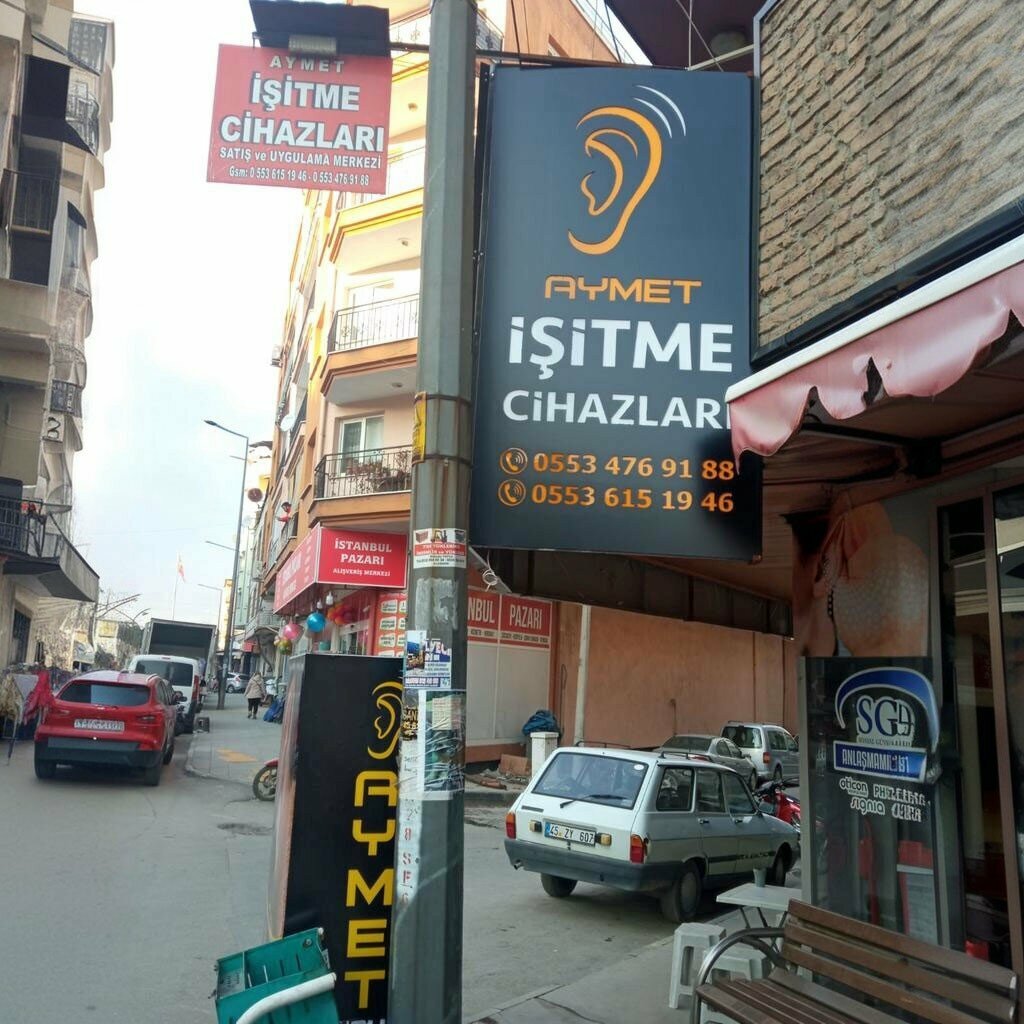 AYMET
İŞİTME
CİHAZLARI
SATIŞ ve UYGULAMA MERKEZİ
Gsm: 0 553 615 19 46 - 0 553 476 91 88
AYMET
İŞİTME
CİHAZLARI
0553 476 91 88
0553 615 19 46
İSTANBUL
PAZARI
ALIŞVERİŞ MERKEZİ
NBUL PAZARI
SGK
ANLAŞMAMIZ
oticon
signia
45 ZY 607
AYMET